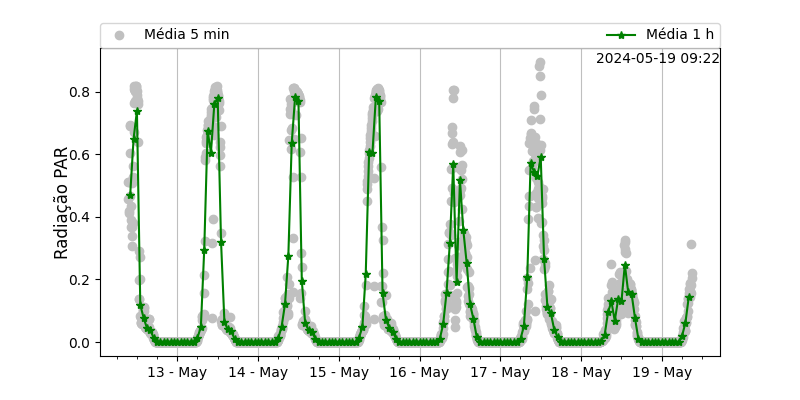 Média 5 min
Média 1 h
2024-05-19 09:22
Radiação PAR
0.8
0.6
0.4
0.2
0.0
13 - May
14 - May
15 - May
16 - May
17 - May
18 - May
19 - May